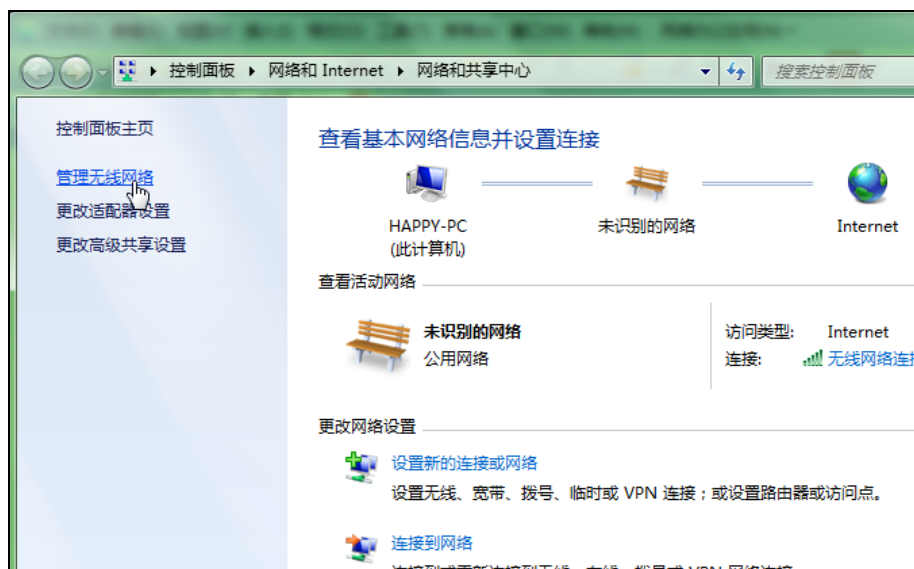 控制面板 网络和 Internet 网络和共享中心 搜索控制面板
控制面板主页
管理无线网络
更改适配器设置
更改高级共享设置
查看基本网络信息并设置连接
HAPPY-PC
(此计算机)
未识别的网络
Internet
查看活动网络
未识别的网络
公用网络
访问类型: Internet
连接: 无线网络连接
更改网络设置
设置新的连接或网络
设置无线、宽带、拨号、临时或 VPN 连接；或设置路由器或访问点。
连接到网络